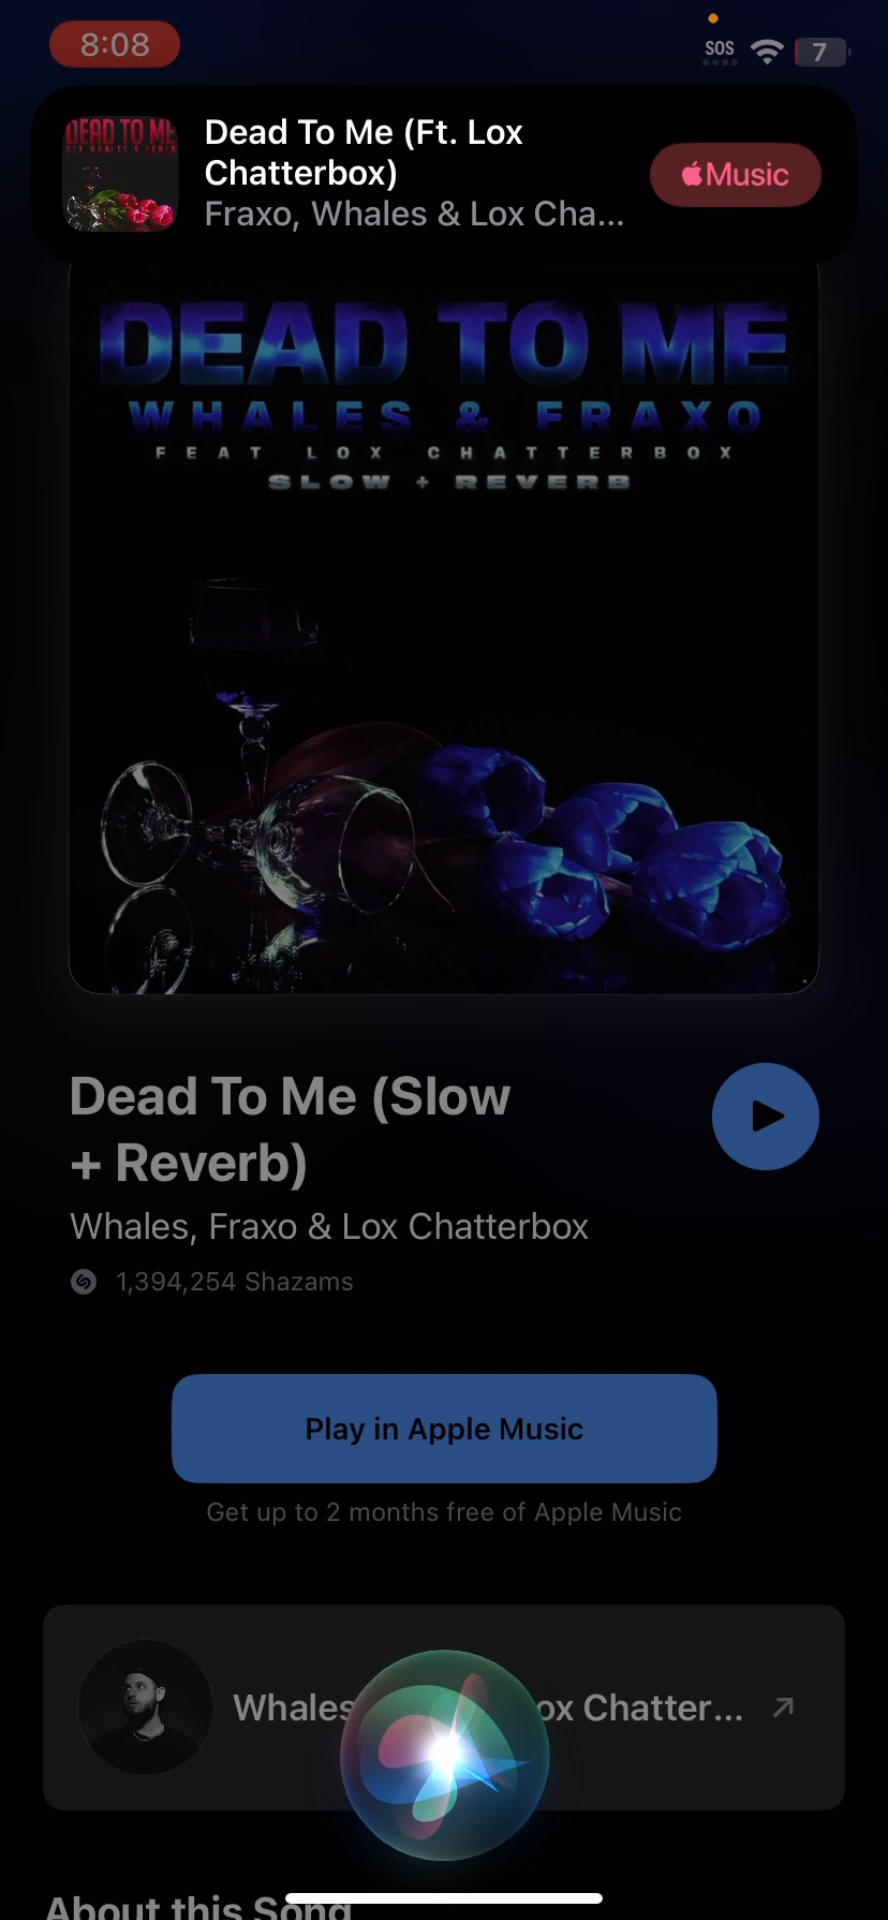 8:08
SOS
7
DEAD TO ME
Dead To Me (Ft. Lox
Chatterbox)
Fraxo, Whales & Lox Cha...
Music
DEAD TO ME
WHALES & FRAXO
FEAT LOX CHATTERBOX
SLOW + REVERB
Dead To Me (Slow
+ Reverb)
Whales, Fraxo & Lox Chatterbox
1,394,254 Shazams
Play in Apple Music
Get up to 2 months free of Apple Music
Whales ox Chatter...
About this Song